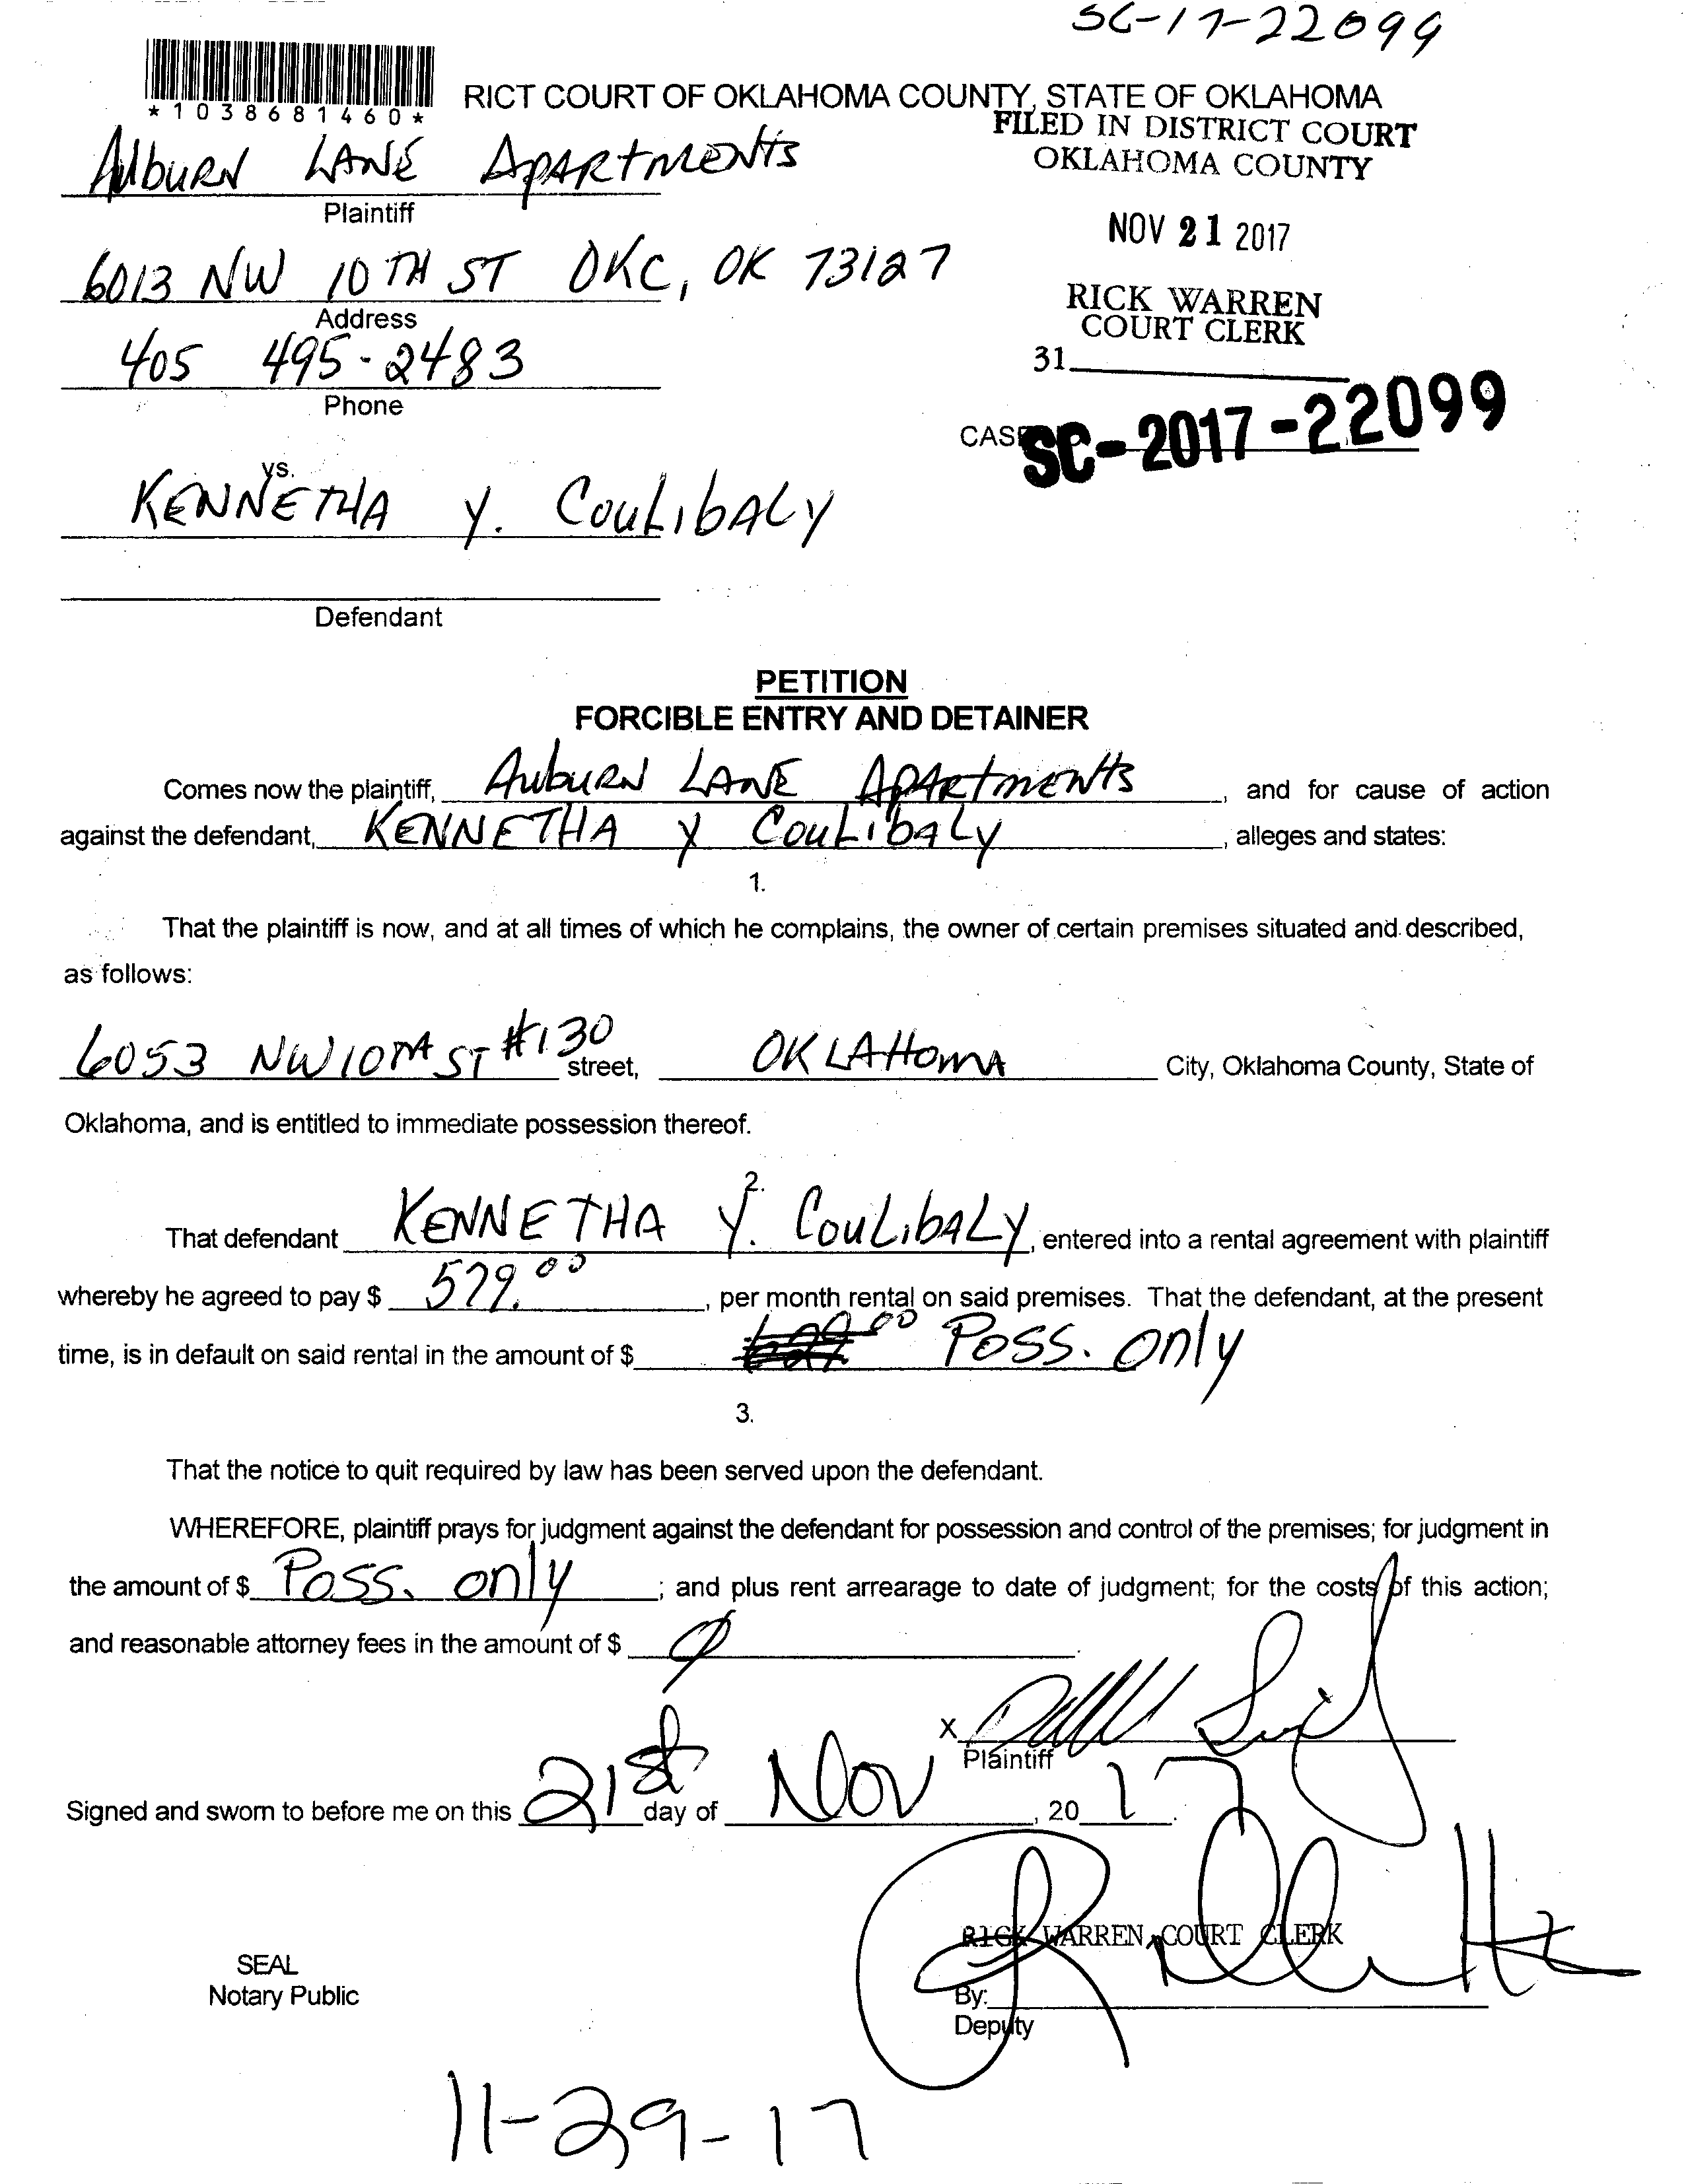 SC-17-22099
*1038681460*
RICT COURT OF OKLAHOMA COUNTY, STATE OF OKLAHOMA
FILED IN DISTRICT COURT
OKLAHOMA COUNTY
Auburn LANE Apartments
Plaintiff
NOV 21 2017
6013 NW 10TH ST OKC, OK 73127
Address
RICK WARREN
COURT CLERK
405 495-2483
31
Phone
CASE SC-2017-22099
vs.
KENNETHA Y. COULIBALY
Defendant
PETITION
FORCIBLE ENTRY AND DETAINER
Comes now the plaintiff, Auburn LANE Apartments, and for cause of action
against the defendant, KENNETHA Y COULIBALY, alleges and states:
1.
That the plaintiff is now, and at all times of which he complains, the owner of certain premises situated and described,
as follows:
6053 NW 10TH ST #130 street, OKLAHOMA City, Oklahoma County, State of
Oklahoma, and is entitled to immediate possession thereof.
2.
That defendant KENNETHA Y. COULIBALY, entered into a rental agreement with plaintiff
whereby he agreed to pay $ 579.00, per month rental on said premises. That the defendant, at the present
time, is in default on said rental in the amount of $ Poss. only
3.
That the notice to quit required by law has been served upon the defendant.
WHEREFORE, plaintiff prays for judgment against the defendant for possession and control of the premises; for judgment in
the amount of $ Poss. only; and plus rent arrearage to date of judgment; for the costs of this action;
and reasonable attorney fees in the amount of $
X
Plaintiff
Signed and sworn to before me on this 21st day of Nov, 2017.
RICK WARREN, COURT CLERK
SEAL
Notary Public
By:
Deputy
11-29-17